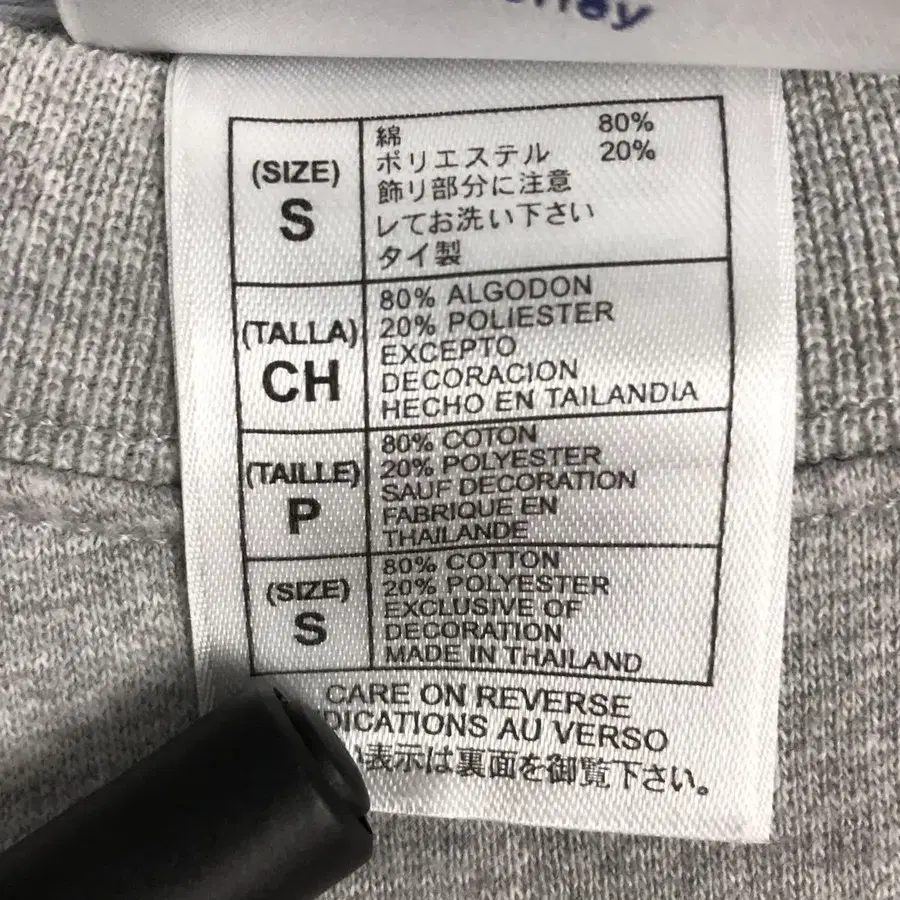 (SIZE)
S
綿 80%
ポリエステル 20%
飾リ部分に注意
レてお洗い下さい
タイ製
(TALLA)
CH
80% ALGODON
20% POLIESTER
EXCEPTO
DECORACION
HECHO EN TAILANDIA
(TAILLE)
P
80% COTON
20% POLYESTER
SAUF DECORATION
FABRIQUE EN
THAILANDE
(SIZE)
S
80% COTTON
20% POLYESTER
EXCLUSIVE OF
DECORATION
MADE IN THAILAND
CARE ON REVERSE
DICATIONS AU VERSO
い表示は裏面を御覧下さい。